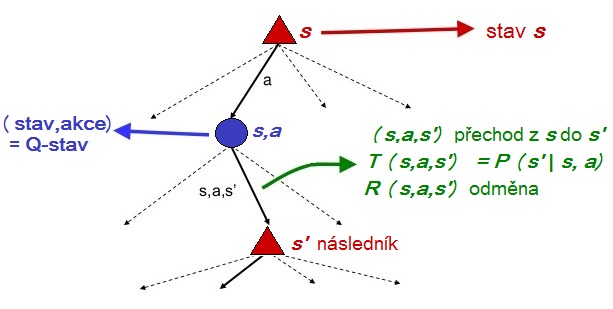 s
stav s
a
( stav,akce)
= Q-stav
s,a
( s,a,s') přechod z s do s'
T ( s,a,s') = P ( s' | s, a)
R ( s,a,s') odměna
s,a,s'
s' následník